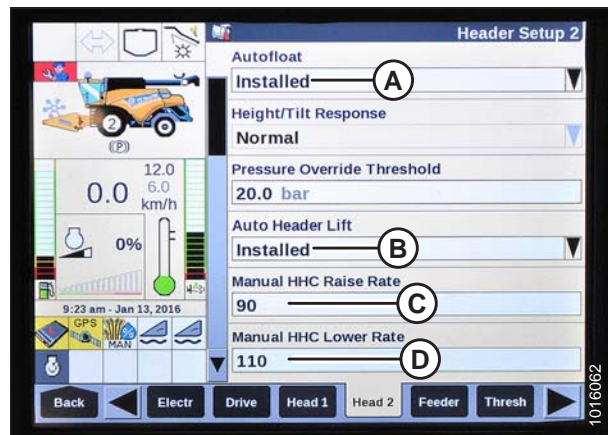 Header Setup 2
Autofloat
Installed
A
Height/Tilt Response
Normal
Pressure Override Threshold
20.0 bar
Auto Header Lift
Installed
B
Manual HHC Raise Rate
90
C
Manual HHC Lower Rate
110
D
2
(P)
12.0
0.0 6.0
km/h
0%
9:23 am - Jan 13, 2016
GPS
MAN
Back
Electr
Drive
Head 1
Head 2
Feeder
Thresh
1016062